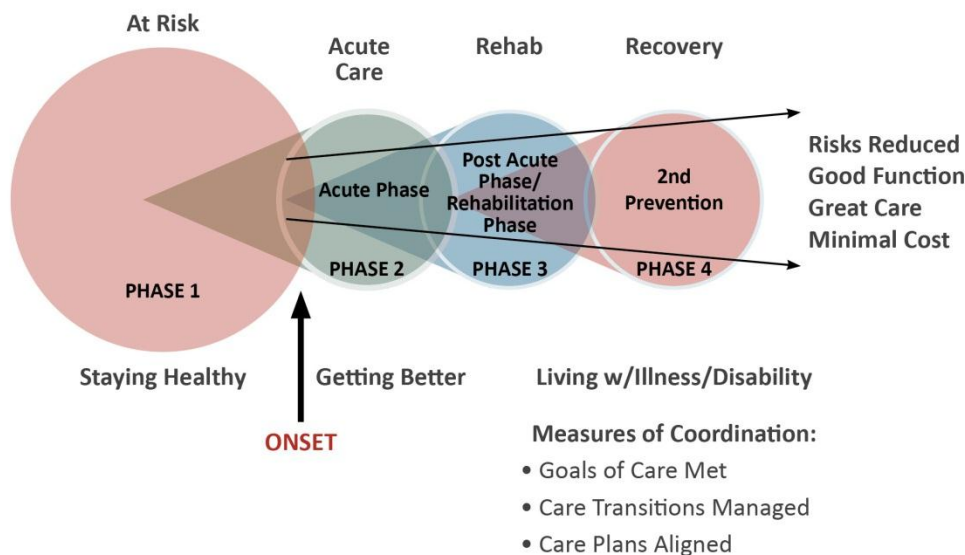 At Risk
Acute
Care
Rehab
Recovery
Risks Reduced
Good Function
Great Care
Minimal Cost
Acute Phase
Post Acute
Phase/
Rehabilitation
Phase
2nd
Prevention
PHASE 1
PHASE 2
PHASE 3
PHASE 4
Staying Healthy
Getting Better
Living w/Illness/Disability
ONSET
Measures of Coordination:
• Goals of Care Met
• Care Transitions Managed
• Care Plans Aligned